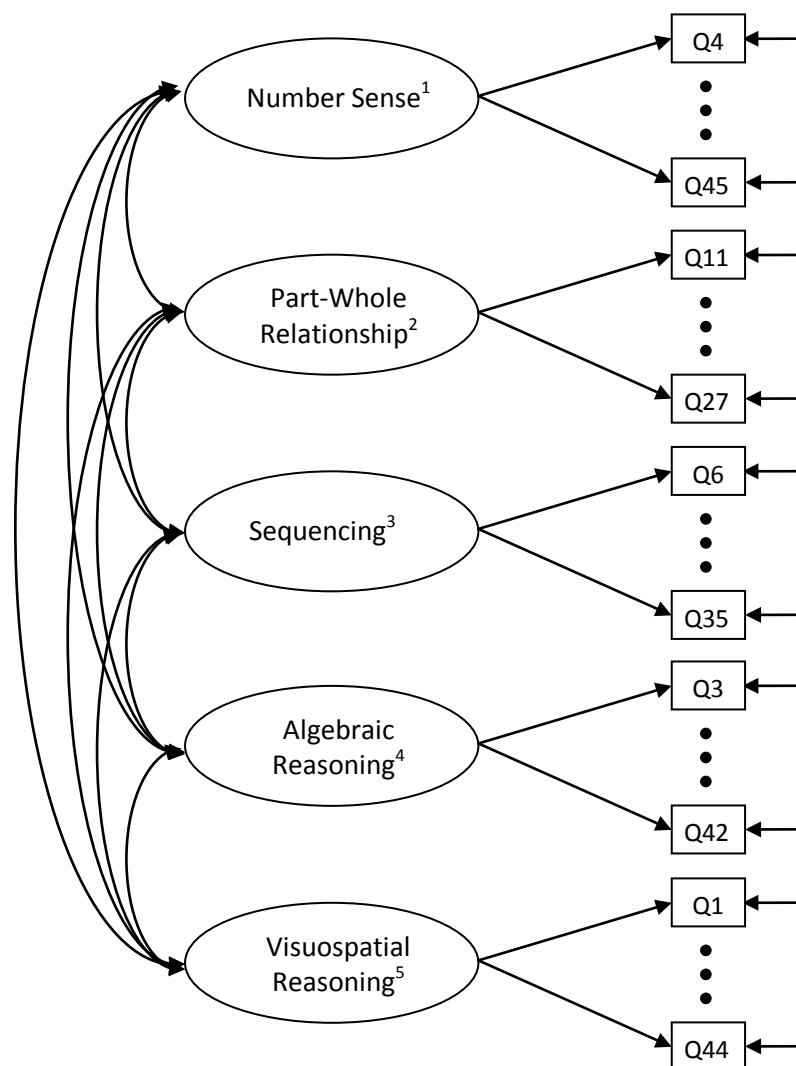 Number Sense¹
Q4
Q45
Part-Whole
Relationship²
Q11
Q27
Sequencing³
Q6
Q35
Algebraic
Reasoning⁴
Q3
Q42
Visuospatial
Reasoning⁵
Q1
Q44